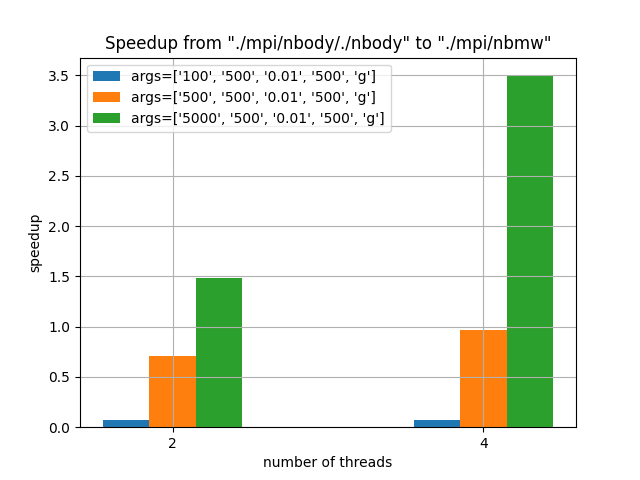 Speedup from "./mpi/nbody/./nbody" to "./mpi/nbmw"
args=['100', '500', '0.01', '500', 'g']
args=['500', '500', '0.01', '500', 'g']
args=['5000', '500', '0.01', '500', 'g']
3.5
3.0
2.5
2.0
1.5
1.0
0.5
0.0
speedup
2
4
number of threads